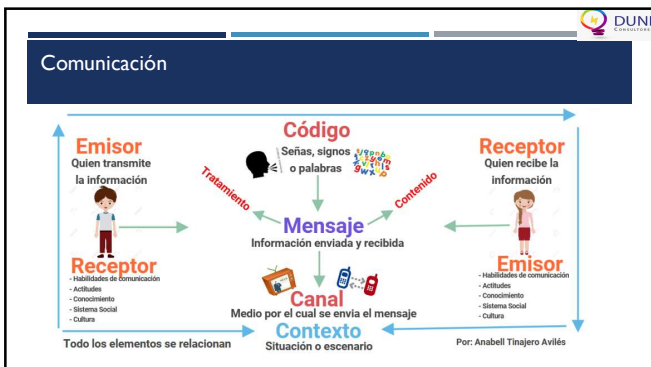 DUN
CONSULTORE
Comunicación
Emisor
Quien transmite
la información
Código
Señas, signos
o palabras
Receptor
Quien recibe la
información
Tratamiento
Contenido
Mensaje
Información enviada y recibida
Receptor
- Habilidades de comunicación
- Actitudes
- Conocimiento
- Sistema Social
- Cultura
Emisor
- Habilidades de comunicación
- Actitudes
- Conocimiento
- Sistema Social
- Cultura
Canal
Medio por el cual se envia el mensaje
Contexto
Situación o escenario
Todo los elementos se relacionan
Por: Anabell Tinajero Avilés